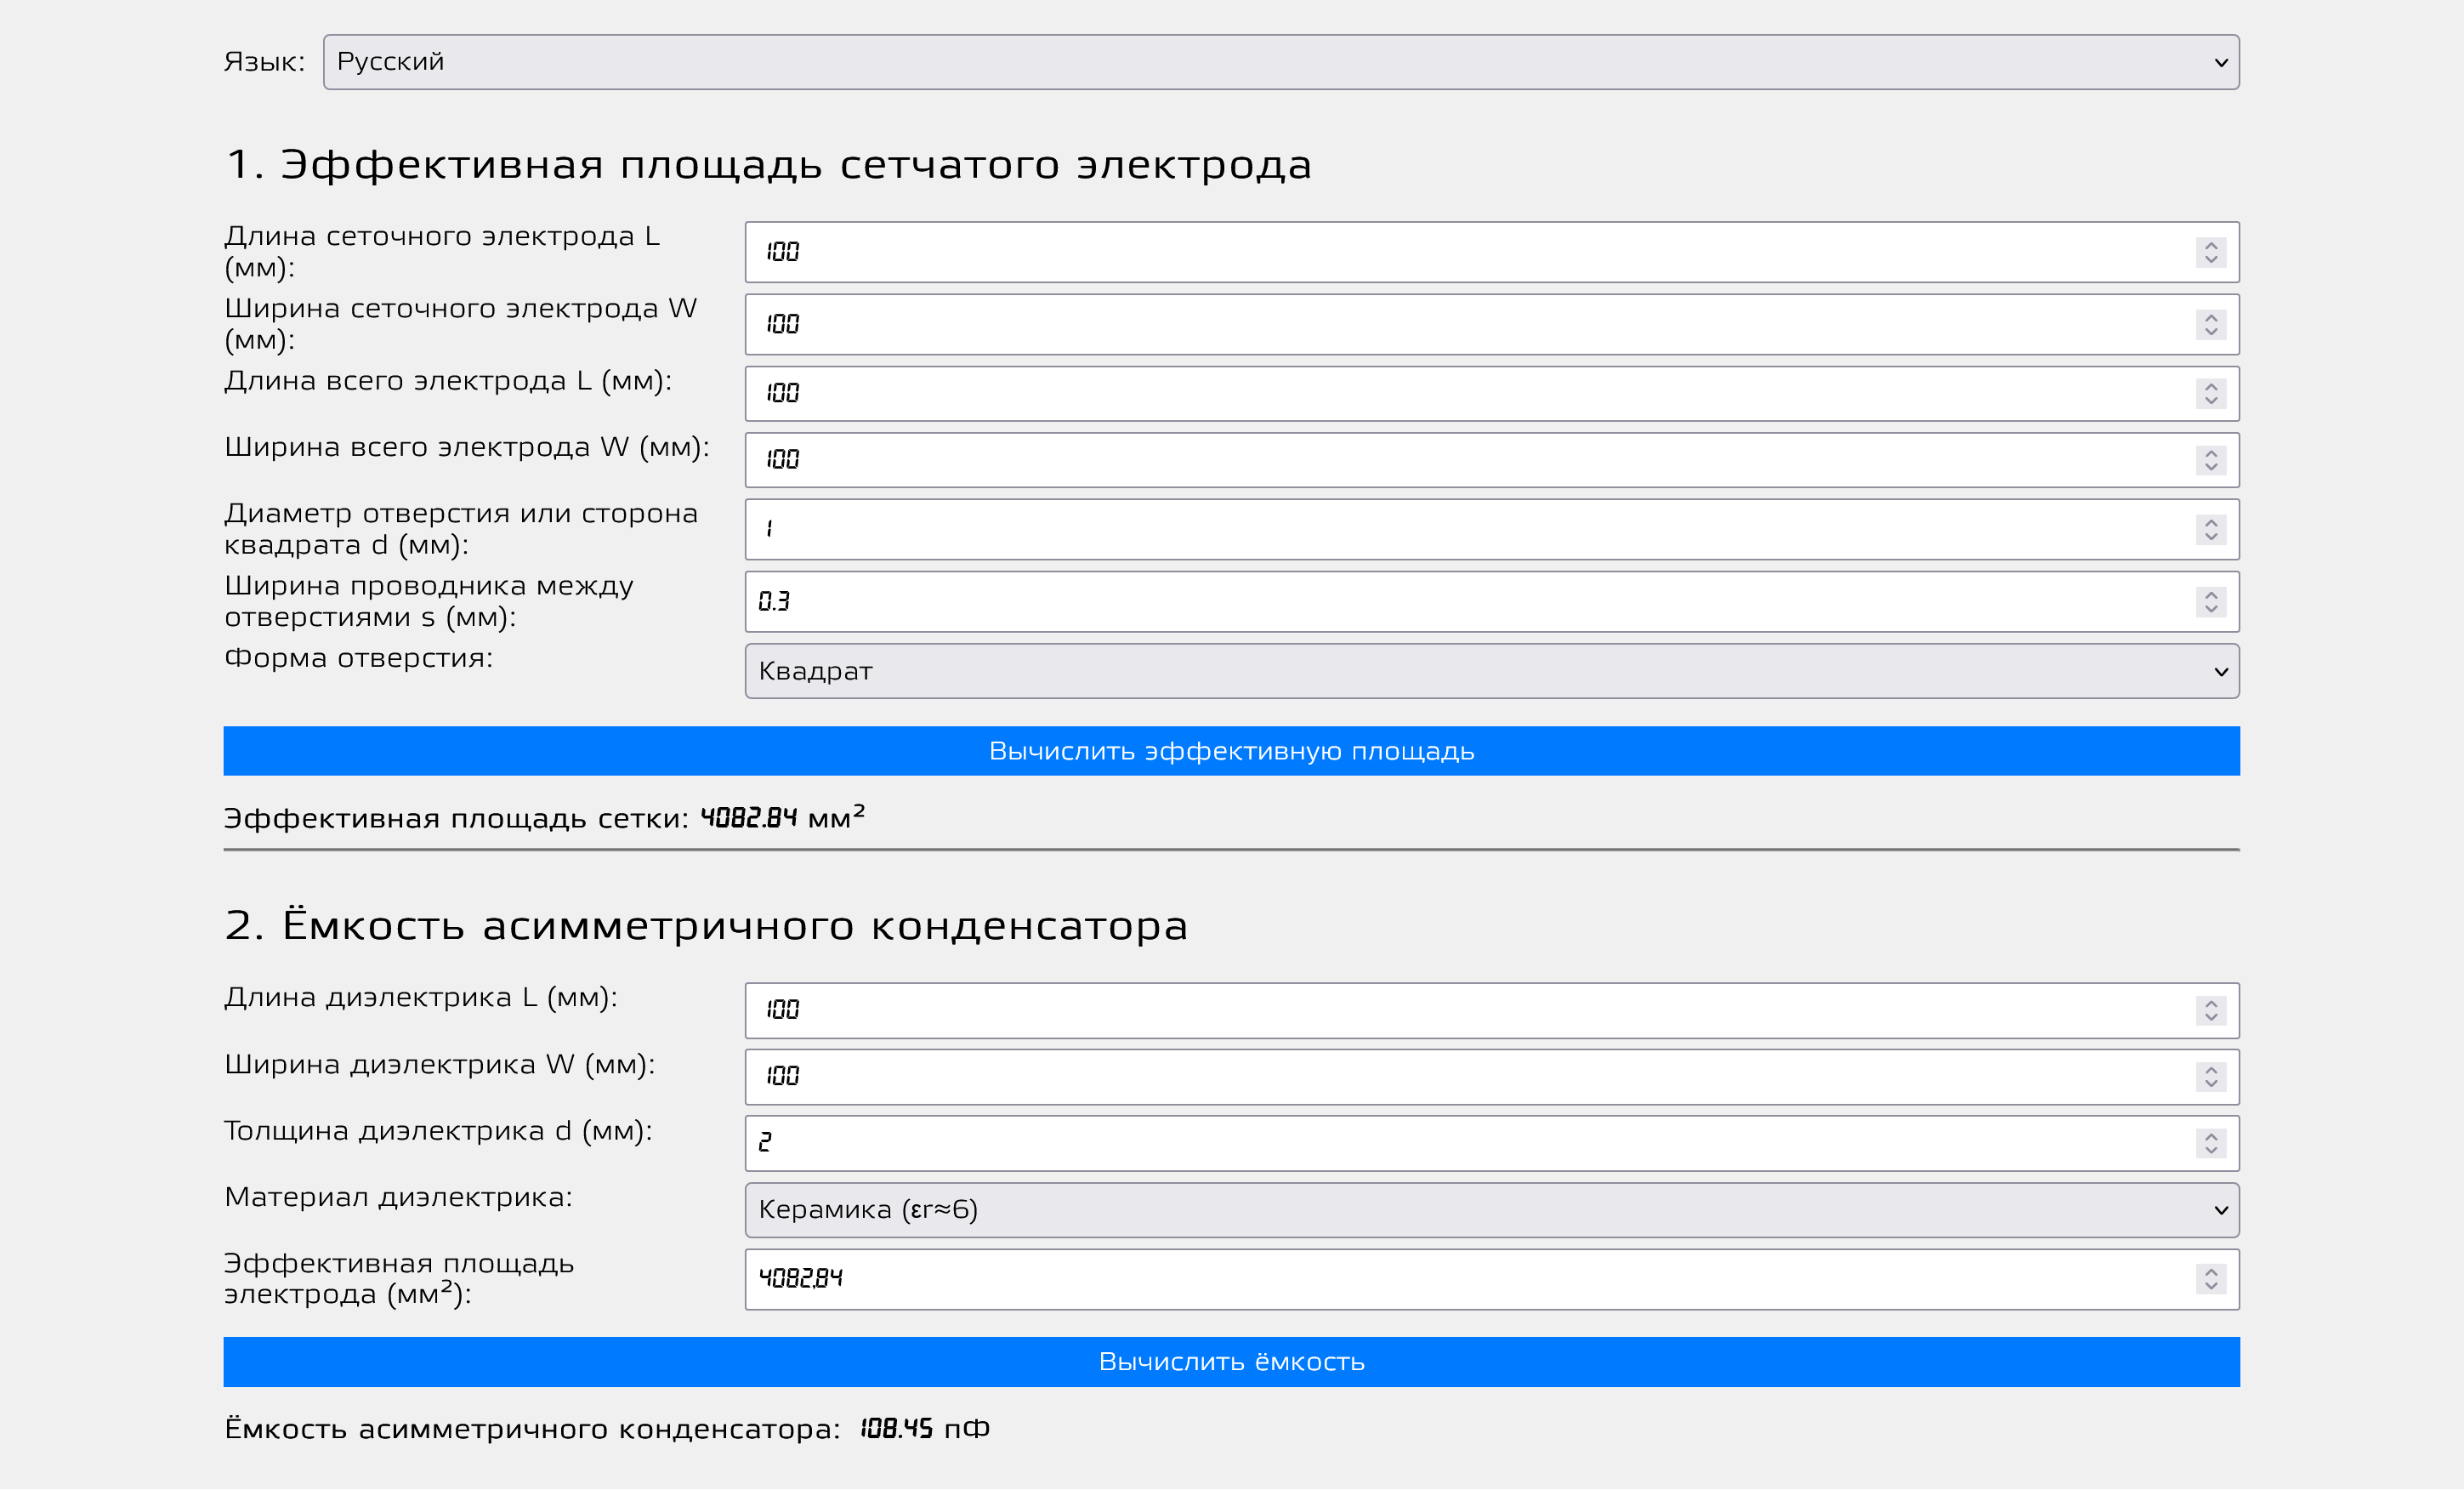 Язык: Русский
1. Эффективная площадь сетчатого электрода
Длина сеточного электрода L
(мм):
100
Ширина сеточного электрода W
(мм):
100
Длина всего электрода L (мм):
100
Ширина всего электрода W (мм):
100
Диаметр отверстия или сторона
квадрата d (мм):
1
Ширина проводника между
отверстиями s (мм):
0.3
Форма отверстия:
Квадрат
Вычислить эффективную площадь
Эффективная площадь сетки: 4082.84 мм²
2. Ёмкость асимметричного конденсатора
Длина диэлектрика L (мм):
100
Ширина диэлектрика W (мм):
100
Толщина диэлектрика d (мм):
2
Материал диэлектрика:
Керамика (εr≈6)
Эффективная площадь
электрода (мм²):
4082,84
Вычислить ёмкость
Ёмкость асимметричного конденсатора: 108.45 пФ